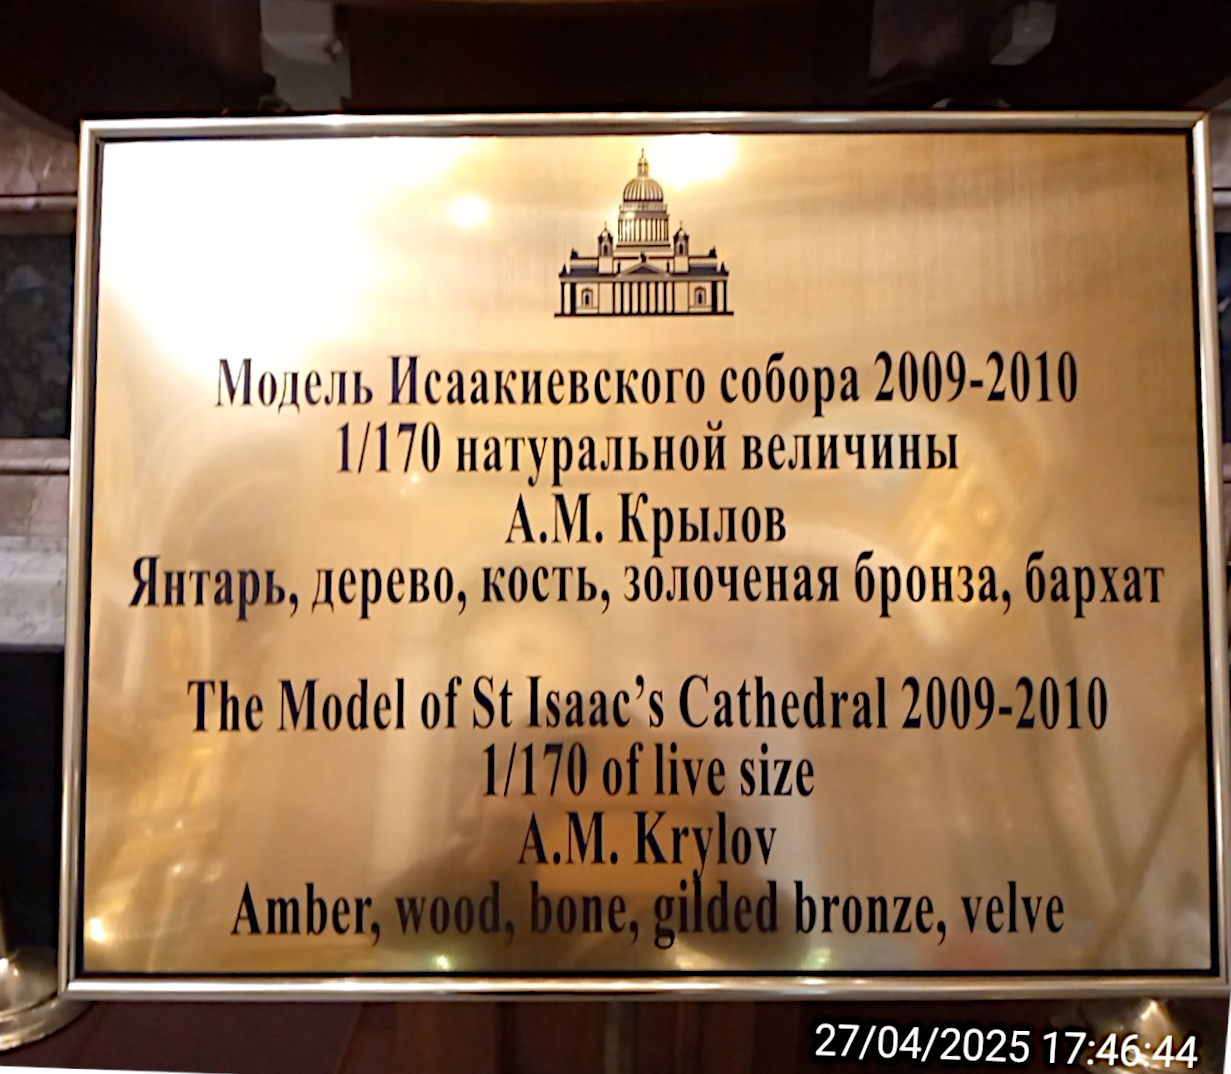 Модель Исаакиевского собора 2009-2010
1/170 натуральной величины
А.М. Крылов
Янтарь, дерево, кость, золоченая бронза, бархат
The Model of St Isaac’s Cathedral 2009-2010
1/170 of live size
A.M. Krylov
Amber, wood, bone, gilded bronze, velve
27/04/2025 17:46:44